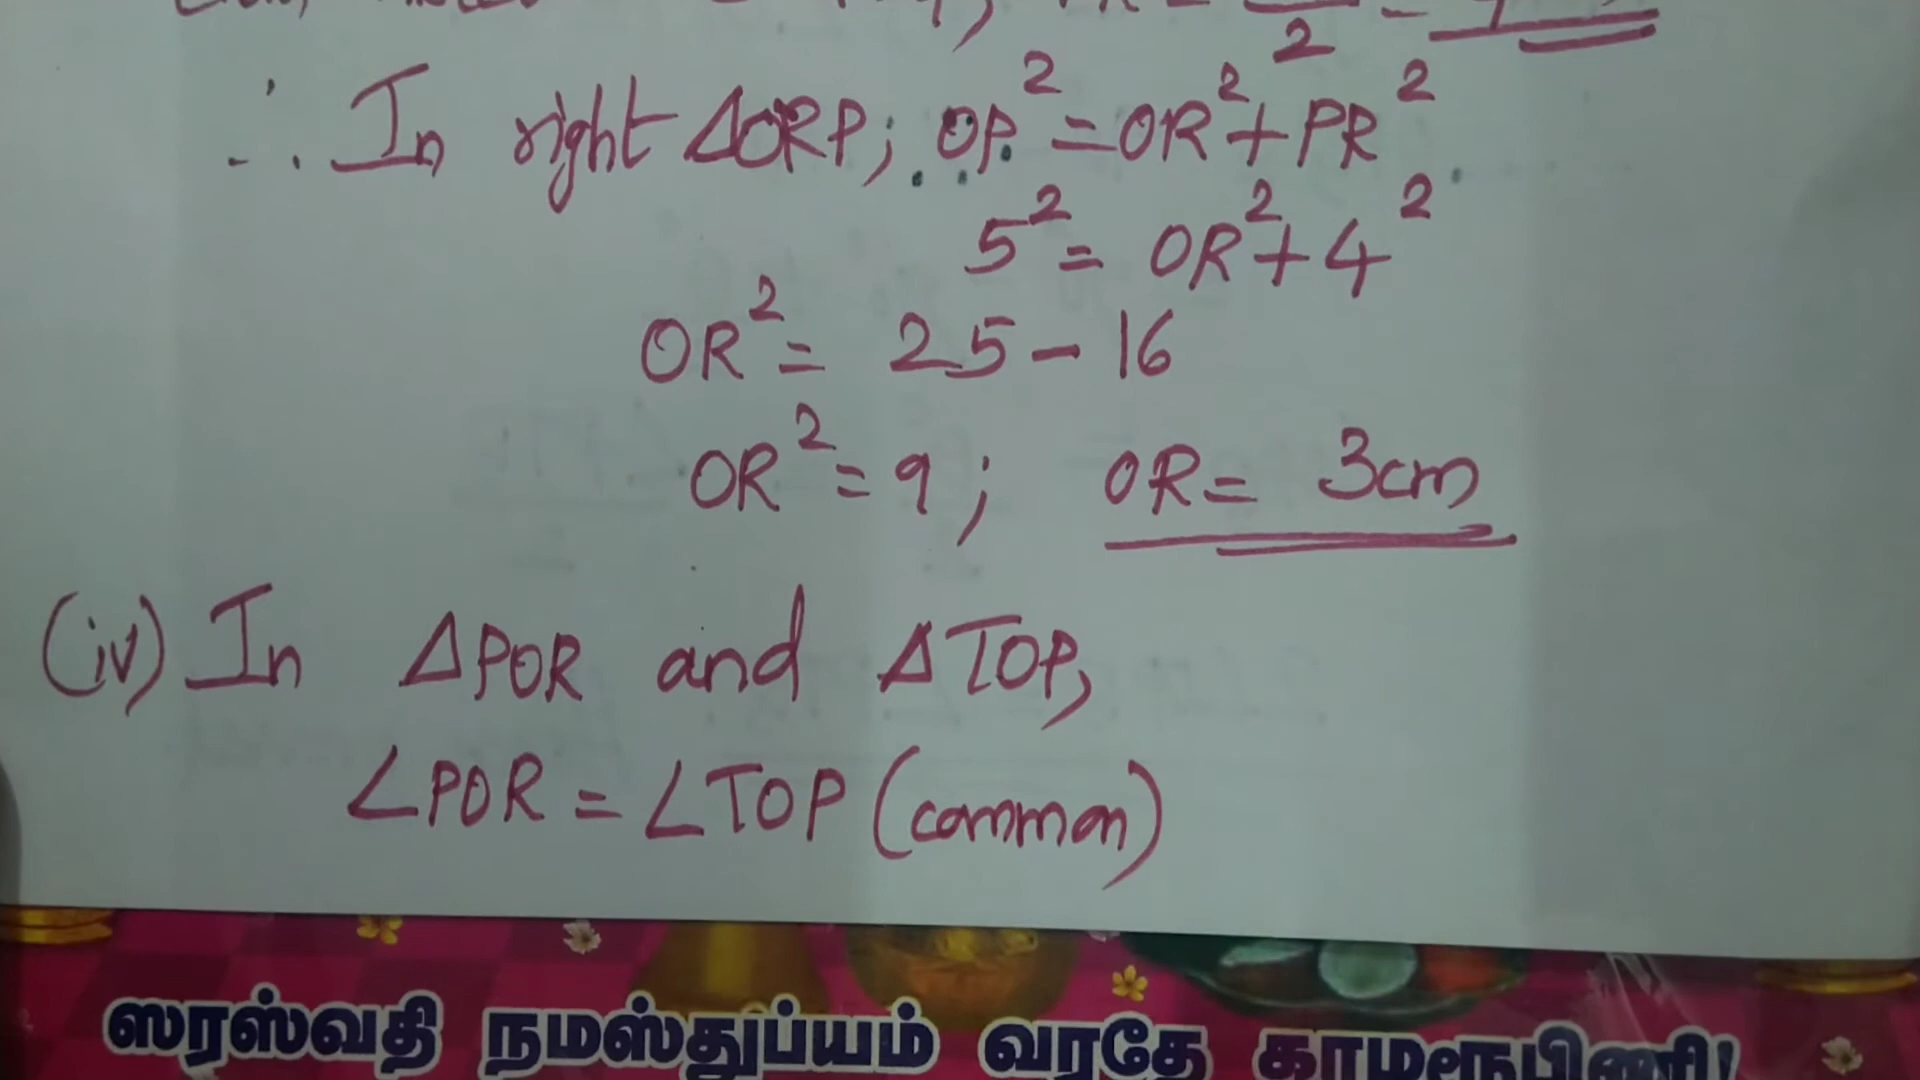 2
∴ In right ΔORP; OP² = OR² + PR²
5² = OR² + 4²
OR² = 25 - 16
OR² = 9; OR = 3cm
(iv) In ΔPOR and ΔTOP,
∠POR = ∠TOP (common)
ஸரஸ்வதி நமஸ்துப்யம் வரதே காமரூபிணி!